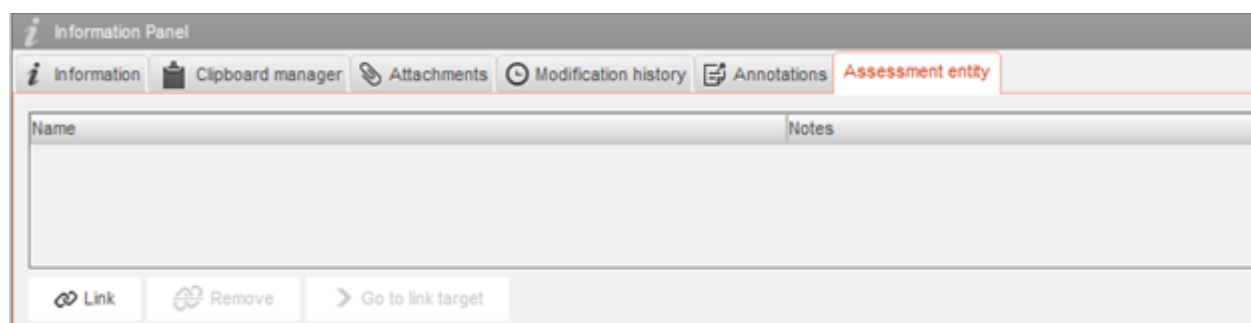 Information Panel
Information Clipboard manager Attachments Modification history Annotations Assessment entity
Name Notes
Link Remove Go to link target